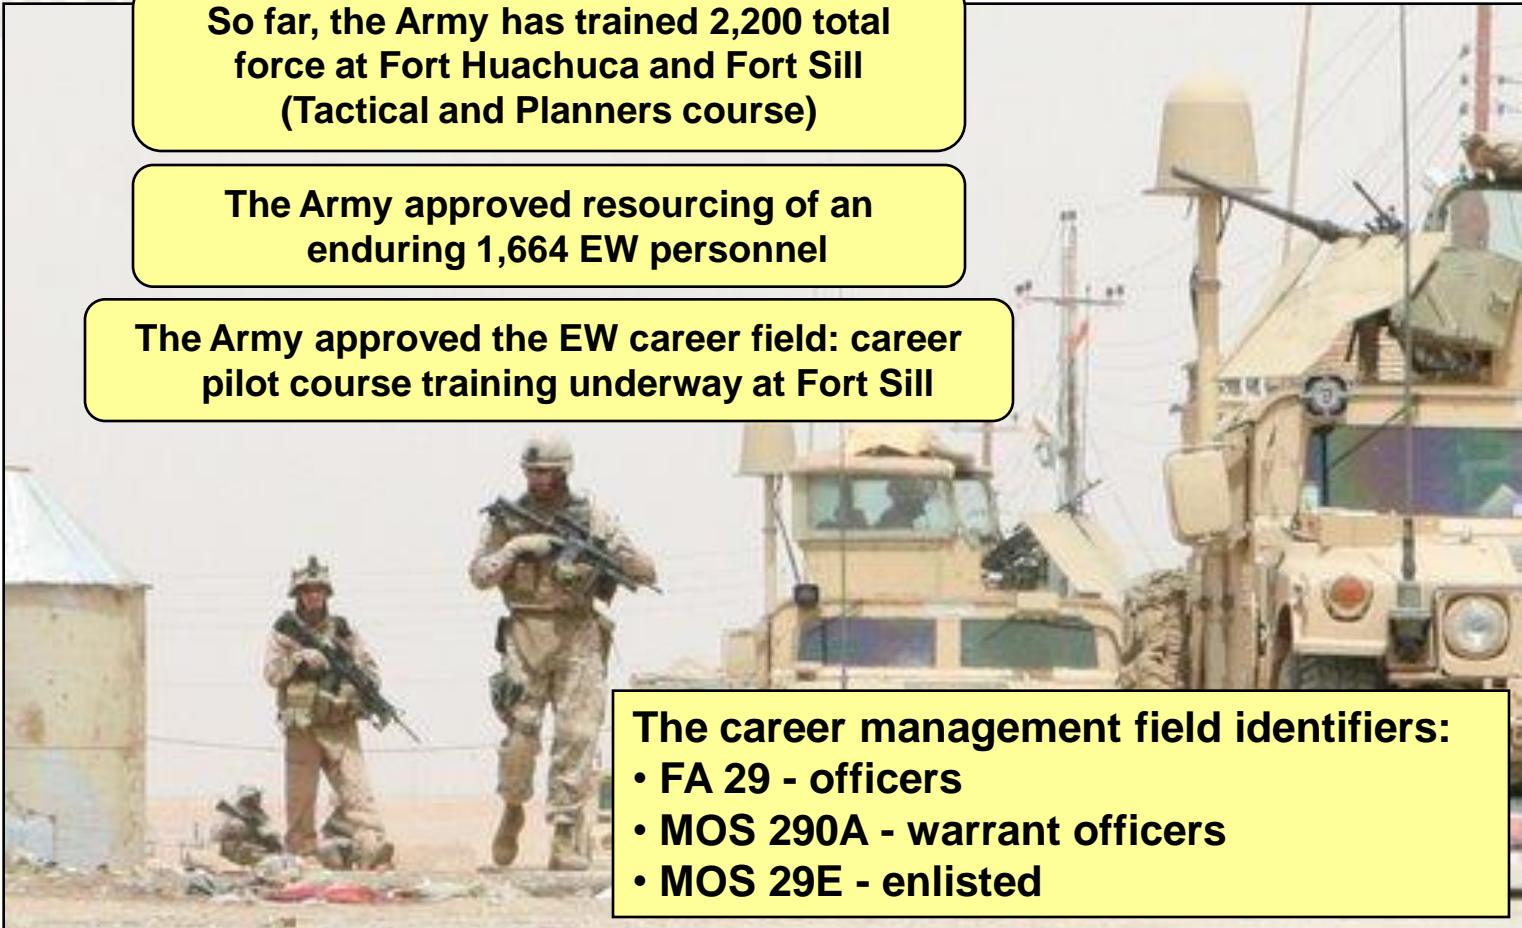 So far, the Army has trained 2,200 total
force at Fort Huachuca and Fort Sill
(Tactical and Planners course)
The Army approved resourcing of an
enduring 1,664 EW personnel
The Army approved the EW career field: career
pilot course training underway at Fort Sill
The career management field identifiers:
• FA 29 - officers
• MOS 290A - warrant officers
• MOS 29E - enlisted